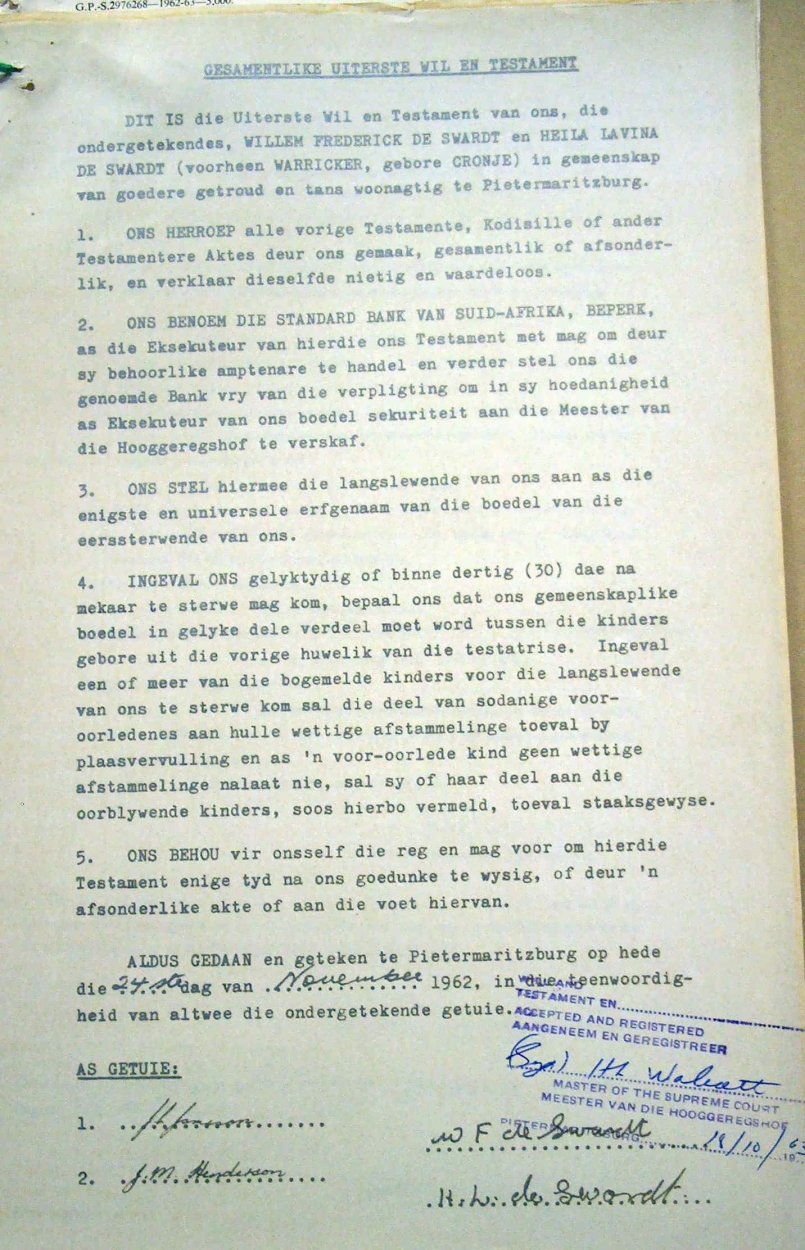 G.P.-S.2976268—1962-63—5,000.
GESAMENTLIKE UITERSTE WIL EN TESTAMENT
DIT IS die Uiterste Wil en Testament van ons, die
ondergetekendes, WILLEM FREDERICK DE SWARDT en HEILA LAVINA
DE SWARDT (voorheen WARRICKER, gebore CRONJE) in gemeenskap
van goedere getroud en tans woonagtig te Pietermaritzburg.
1. ONS HERROEP alle vorige Testamente, Kodisille of ander
Testamentere Aktes deur ons gemaak, gesamentlik of afsonder-
lik, en verklaar dieselfde nietig en waardeloos.
2. ONS BENOEM DIE STANDARD BANK VAN SUID-AFRIKA, BEPERK,
as die Eksekuteur van hierdie ons Testament met mag om deur
sy behoorlike amptenare te handel en verder stel ons die
genoemde Bank vry van die verpligting om in sy hoedanigheid
as Eksekuteur van ons boedel sekuriteit aan die Meester van
die Hooggeregshof te verskaf.
3. ONS STEL hiermee die langslewende van ons aan as die
enigste en universele erfgenaam van die boedel van die
eerssterwende van ons.
4. INGEVAL ONS gelyktydig of binne dertig (30) dae na
mekaar te sterwe mag kom, bepaal ons dat ons gemeenskaplike
boedel in gelyke dele verdeel moet word tussen die kinders
gebore uit die vorige huwelik van die testatrise. Ingeval
een of meer van die bogemelde kinders voor die langslewende
van ons te sterwe kom sal die deel van sodanige voor-
oorledenes aan hulle wettige afstammelinge toeval by
plaasvervulling en as 'n voor-oorlede kind geen wettige
afstammelinge nalaat nie, sal sy of haar deel aan die
oorblywende kinders, soos hierbo vermeld, toeval staaksgewyse.
5. ONS BEHOU vir onsself die reg en mag voor om hierdie
Testament enige tyd na ons goedunke te wysig, of deur 'n
afsonderlike akte of aan die voet hiervan.
ALDUS GEDAAN en geteken te Pietermaritzburg op hede
die 24ste dag van November 1962, in die teenwoordig-
heid van altwee die ondergetekende getuie.
WILL AND
TESTAMENT EN
ACCEPTED AND REGISTERED
AANGENEEM EN GEREGISTREER
MASTER OF THE SUPREME COURT
MEESTER VAN DIE HOOGGEREGSHOF
18/10/63
AS GETUIE:
1.
W F de Swardt
2. J.M. Henderson
H. L. de Swardt